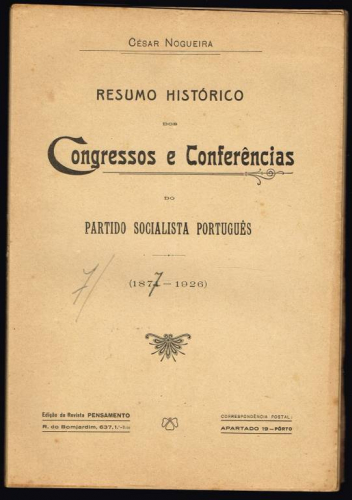 César Nogueira
RESUMO HISTÓRICO
DOS
Congressos e Conferências
DO
PARTIDO SOCIALISTA PORTUGUÊS
7/
(1877-1926)
Edição da Revista PENSAMENTO
R. do Bomjardim, 637, 1.º
CORRESPONDÊNCIA POSTAL:
APARTADO 19-PÔRTO